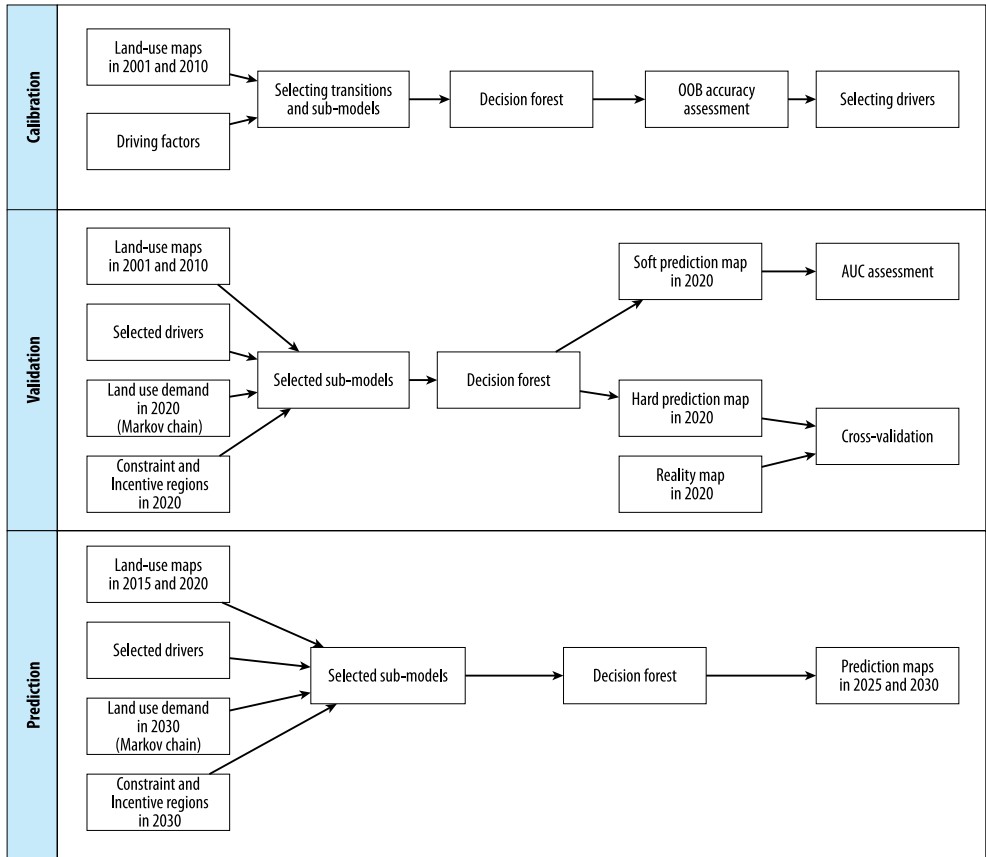 Calibration
Land-use maps
in 2001 and 2010
Driving factors
Selecting transitions
and sub-models
Decision forest
OOB accuracy
assessment
Selecting drivers
Validation
Land-use maps
in 2001 and 2010
Selected drivers
Land use demand
in 2020
(Markov chain)
Constraint and
Incentive regions
in 2020
Selected sub-models
Decision forest
Soft prediction map
in 2020
AUC assessment
Hard prediction map
in 2020
Reality map
in 2020
Cross-validation
Prediction
Land-use maps
in 2015 and 2020
Selected drivers
Land use demand
in 2030
(Markov chain)
Constraint and
Incentive regions
in 2030
Selected sub-models
Decision forest
Prediction maps
in 2025 and 2030